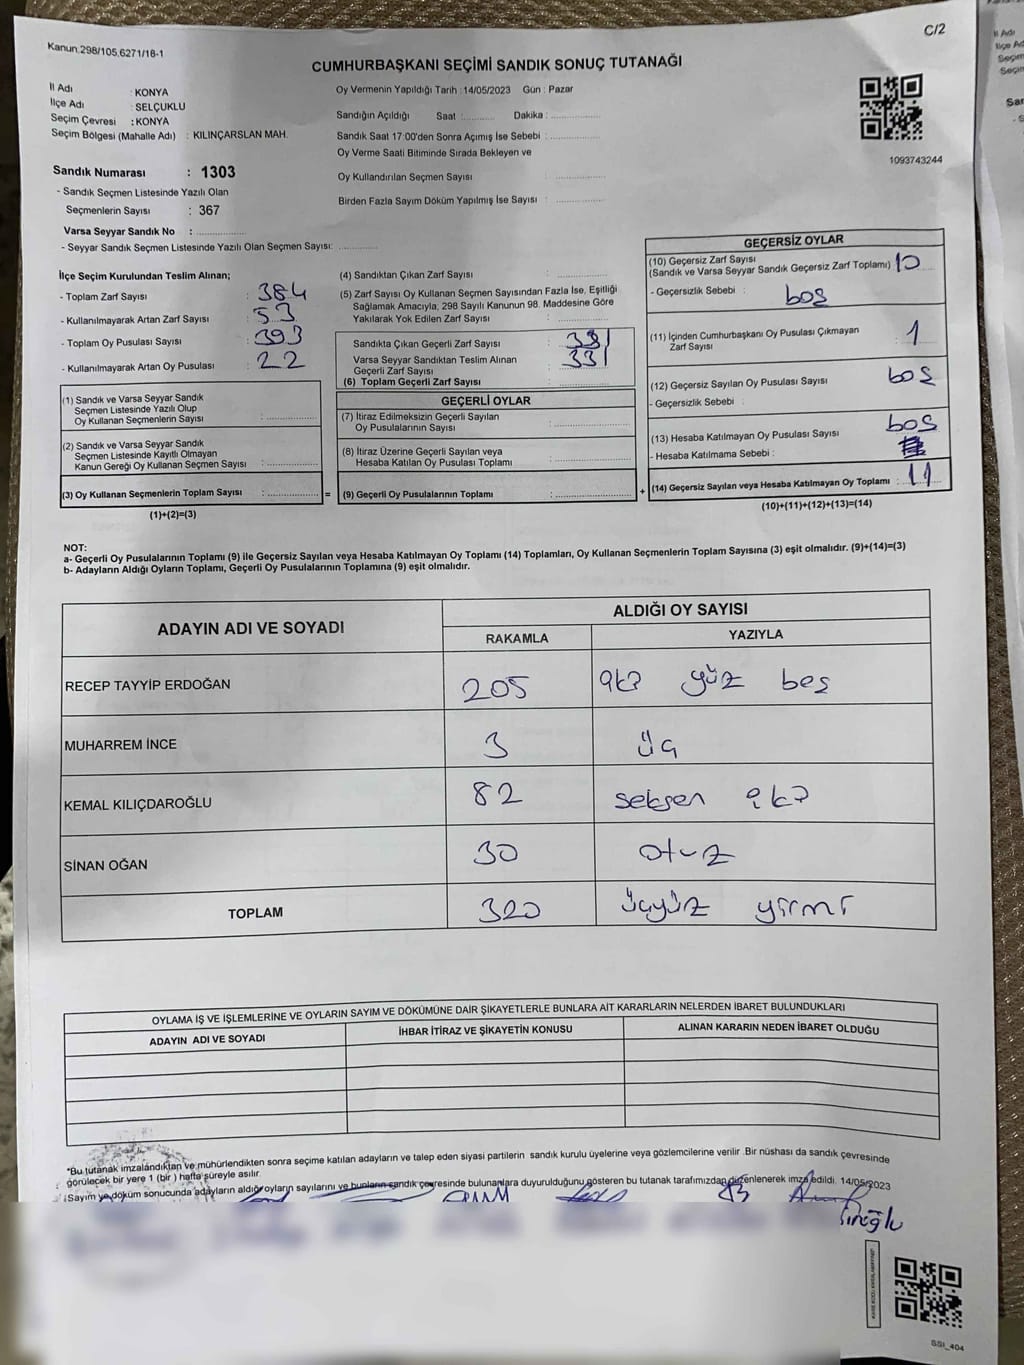 C/2
Kanun:298/105,6271/18-1
CUMHURBAŞKANI SEÇİMİ SANDIK SONUÇ TUTANAĞI
İl Adı : KONYA
İlçe Adı : SELÇUKLU
Seçim Çevresi : KONYA
Seçim Bölgesi (Mahalle Adı) : KILINÇARSLAN MAH.
Oy Vermenin Yapıldığı Tarih :14/05/2023 Gün : Pazar
Sandığın Açıldığı Saat : Dakika :
Sandık Saat 17:00'den Sonra Açımış İse Sebebi :
Oy Verme Saati Bitiminde Sırada Bekleyen ve
Oy Kullandırılan Seçmen Sayısı :
Birden Fazla Sayım Döküm Yapılmış İse Sayısı :
1093743244
Sandık Numarası : 1303
- Sandık Seçmen Listesinde Yazılı Olan
Seçmenlerin Sayısı : 367
Varsa Seyyar Sandık No :
- Seyyar Sandık Seçmen Listesinde Yazılı Olan Seçmen Sayısı:
İlçe Seçim Kurulundan Teslim Alınan;
- Toplam Zarf Sayısı : 384
- Kullanılmayarak Artan Zarf Sayısı : 53
- Toplam Oy Pusulası Sayısı : 393
- Kullanılmayarak Artan Oy Pusulası : 22
(1) Sandık ve Varsa Seyyar Sandık
Seçmen Listesinde Yazılı Olup
Oy Kullanan Seçmenlerin Sayısı :
(2) Sandık ve Varsa Seyyar Sandık
Seçmen Listesinde Kayıtlı Olmayan
Kanun Gereği Oy Kullanan Seçmen Sayısı :
(3) Oy Kullanan Seçmenlerin Toplam Sayısı : =
(1)+(2)=(3)
(4) Sandıktan Çıkan Zarf Sayısı :
(5) Zarf Sayısı Oy Kullanan Seçmen Sayısından Fazla İse, Eşitliği
Sağlamak Amacıyla, 298 Sayılı Kanunun 98. Maddesine Göre
Yakılarak Yok Edilen Zarf Sayısı :
Sandıkta Çıkan Geçerli Zarf Sayısı : 331
Varsa Seyyar Sandıktan Teslim Alınan
Geçerli Zarf Sayısı : 331
(6) Toplam Geçerli Zarf Sayısı :
GEÇERLİ OYLAR
(7) İtiraz Edilmeksizin Geçerli Sayılan
Oy Pusulalarının Sayısı :
(8) İtiraz Üzerine Geçerli Sayılan veya
Hesaba Katılan Oy Pusulası Toplamı :
(9) Geçerli Oy Pusulalarının Toplamı : +
GEÇERSİZ OYLAR
(10) Geçersiz Zarf Sayısı
(Sandık ve Varsa Seyyar Sandık Geçersiz Zarf Toplamı) 10
- Geçersizlik Sebebi : boş
(11) İçinden Cumhurbaşkanı Oy Pusulası Çıkmayan
Zarf Sayısı : 1
(12) Geçersiz Sayılan Oy Pusulası Sayısı : boş
- Geçersizlik Sebebi :
(13) Hesaba Katılmayan Oy Pusulası Sayısı : boş
- Hesaba Katılmama Sebebi :
(14) Geçersiz Sayılan veya Hesaba Katılmayan Oy Toplamı : 11
(10)+(11)+(12)+(13)=(14)
NOT:
a- Geçerli Oy Pusulalarının Toplamı (9) ile Geçersiz Sayılan veya Hesaba Katılmayan Oy Toplamı (14) Toplamları, Oy Kullanan Seçmenlerin Toplam Sayısına (3) eşit olmalıdır. (9)+(14)=(3)
b- Adayların Aldığı Oyların Toplamı, Geçerli Oy Pusulalarının Toplamına (9) eşit olmalıdır.
ADAYIN ADI VE SOYADI
ALDIĞI OY SAYISI
RAKAMLA YAZIYLA
RECEP TAYYİP ERDOĞAN 205 iki yüz beş
MUHARREM İNCE 3 üç
KEMAL KILIÇDAROĞLU 82 seksen iki
SİNAN OĞAN 30 otuz
TOPLAM 320 üçyüz yirmi
OYLAMA İŞ VE İŞLEMLERİNE VE OYLARIN SAYIM VE DÖKÜMÜNE DAİR ŞİKAYETLERLE BUNLARA AİT KARARLARIN NELERDEN İBARET BULUNDUKLARI
ADAYIN ADI VE SOYADI İHBAR İTİRAZ VE ŞİKAYETİN KONUSU ALINAN KARARIN NEDEN İBARET OLDUĞU
*Bu tutanak imzalandıktan ve mühürlendikten sonra seçime katılan adayların ve talep eden siyasi partilerin sandık kurulu üyelerine veya gözlemcilerine verilir .Bir nüshası da sandık çevresinde
görülecek bir yere 1 (bir ) hafta süreyle asılır.
Sayım ve döküm sonucunda adayların aldığı oyların sayılarını ve bunların sandık çevresinde bulunanlara duyurulduğunu gösteren bu tutanak tarafımızdan düzenlenerek imza edildi. 14/05/2023
SSI_404